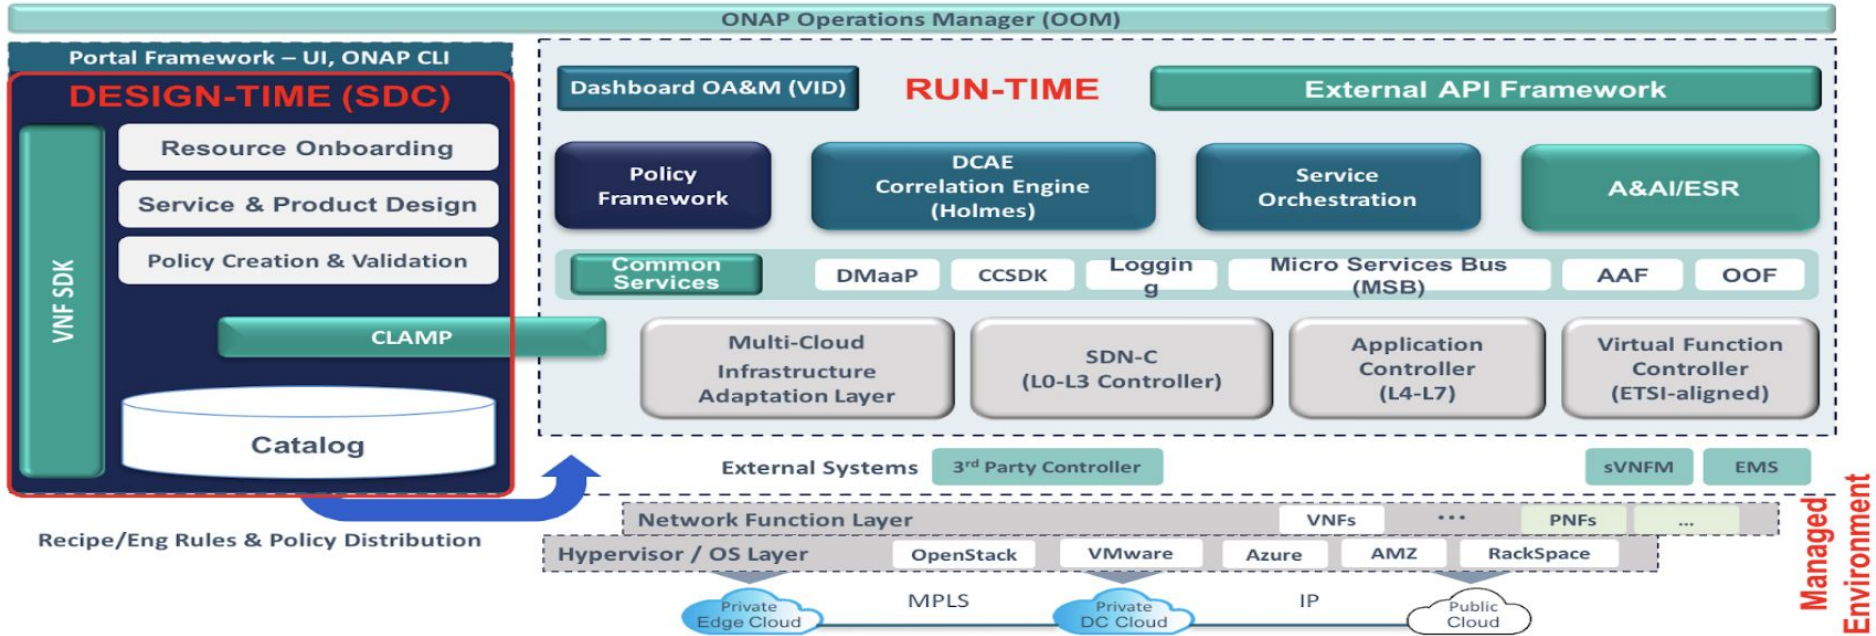 ONAP Operations Manager (OOM)
Portal Framework – UI, ONAP CLI
DESIGN-TIME (SDC)
VNF SDK
Resource Onboarding
Service & Product Design
Policy Creation & Validation
CLAMP
Catalog
Recipe/Eng Rules & Policy Distribution
Dashboard OA&M (VID)
RUN-TIME
External API Framework
Policy
Framework
DCAE
Correlation Engine
(Holmes)
Service
Orchestration
A&AI/ESR
Common
Services
DMaaP
CCSDK
Loggin
g
Micro Services Bus
(MSB)
AAF
OOF
Multi-Cloud
Infrastructure
Adaptation Layer
SDN-C
(L0-L3 Controller)
Application
Controller
(L4-L7)
Virtual Function
Controller
(ETSI-aligned)
External Systems
3rd Party Controller
sVNFM
EMS
Network Function Layer
VNFs
...
PNFs
...
Hypervisor / OS Layer
OpenStack
VMware
Azure
AMZ
RackSpace
Private
Edge Cloud
MPLS
Private
DC Cloud
IP
Public
Cloud
Managed
Environment